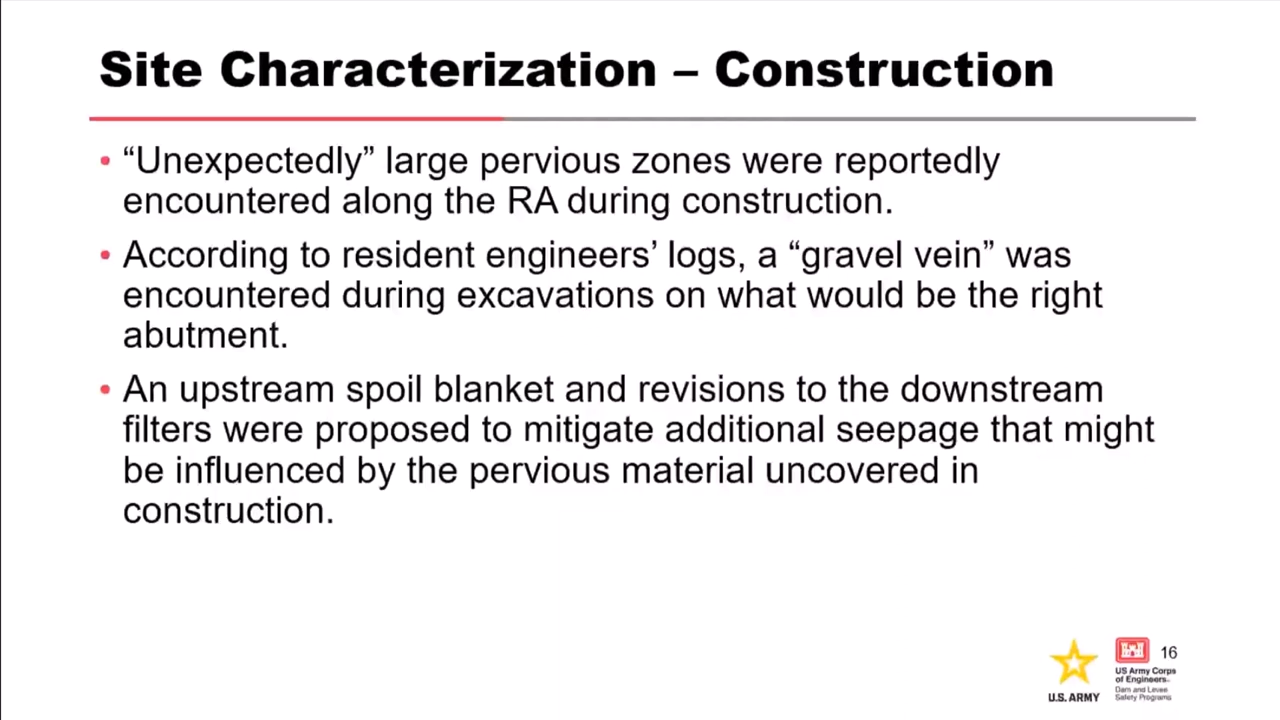 Site Characterization – Construction
• “Unexpectedly” large pervious zones were reportedly
encountered along the RA during construction.
• According to resident engineers’ logs, a “gravel vein” was
encountered during excavations on what would be the right
abutment.
• An upstream spoil blanket and revisions to the downstream
filters were proposed to mitigate additional seepage that might
be influenced by the pervious material uncovered in
construction.
16
U.S. ARMY
US Army Corps
of Engineers
Dam and Levee
Safety Programs